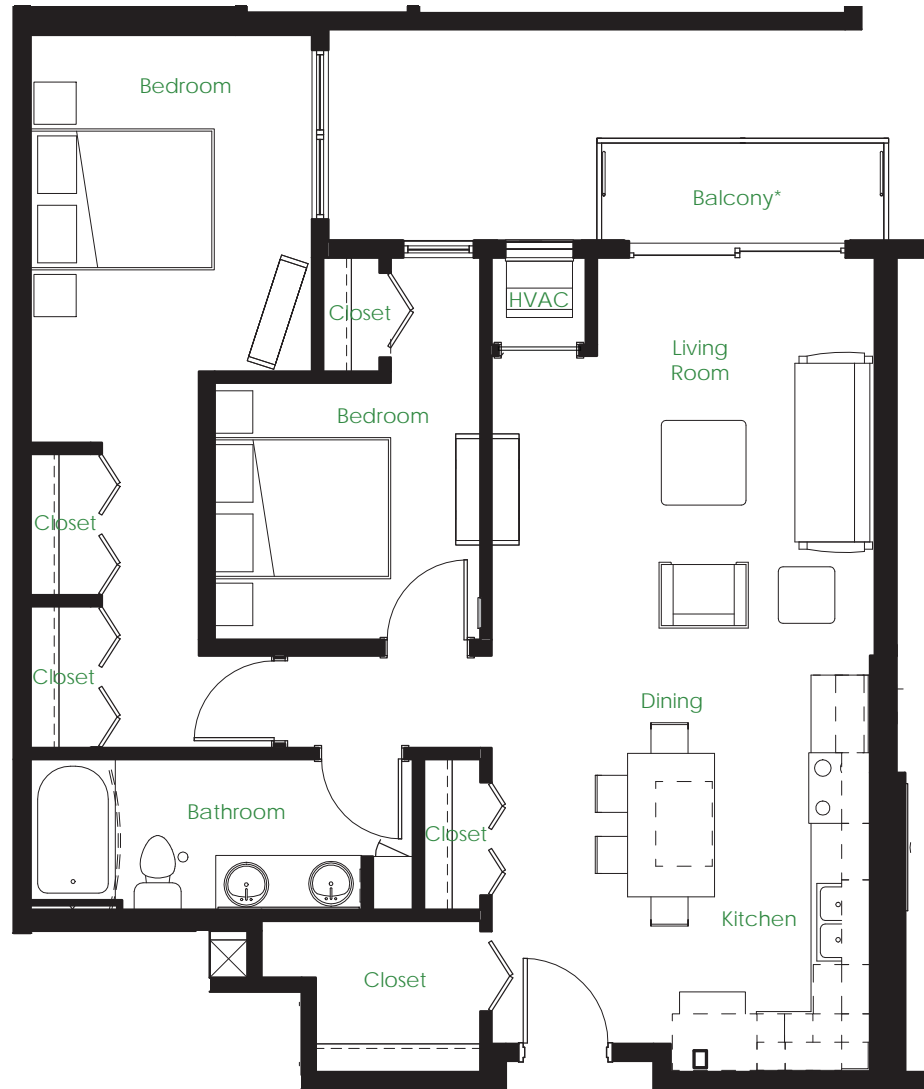 Bedroom
Balcony*
HVAC
Closet
Living
Room
Bedroom
Closet
Closet
Dining
Bathroom
Closet
Kitchen
Closet